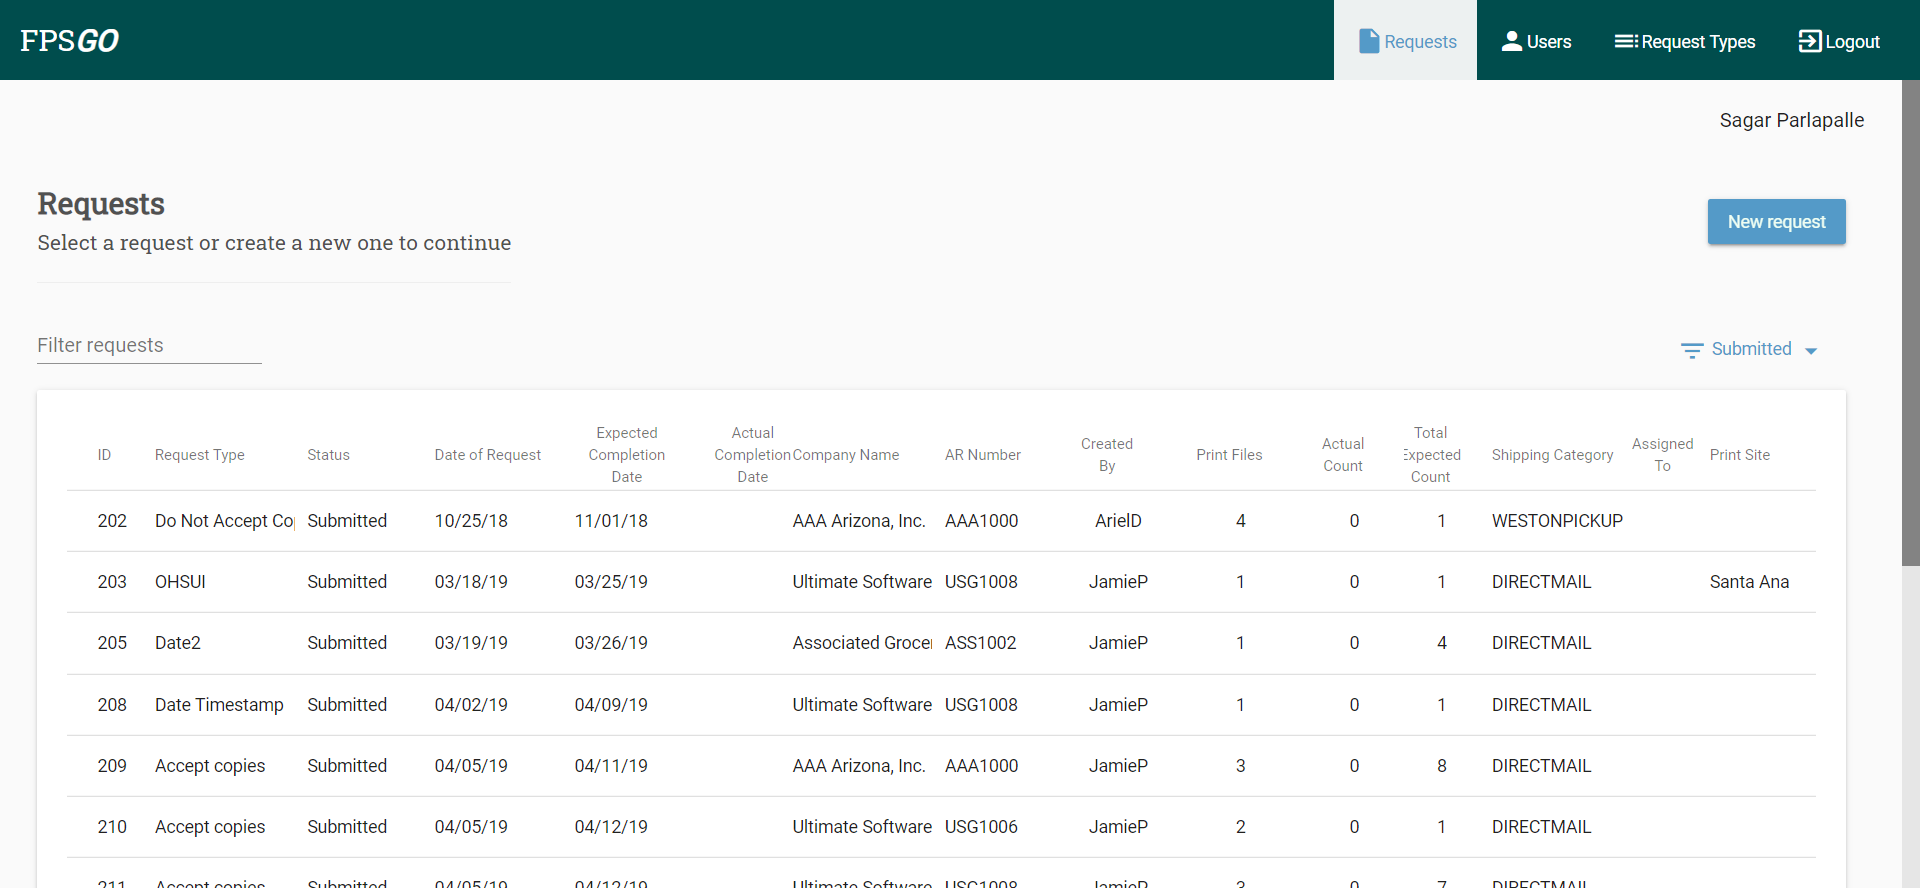 FPSGO
Requests
Users
Request Types
Logout
Sagar Parlapalle
Requests
Select a request or create a new one to continue
New request
Filter requests
Submitted
ID Request Type Status Date of Request Expected Completion Date Actual Completion Date Company Name AR Number Created By Print Files Actual Count Total Expected Count Shipping Category Assigned To Print Site
202 Do Not Accept Submitted 10/25/18 11/01/18 AAA Arizona, Inc. AAA1000 ArielD 4 0 1 WESTONPICKUP
203 OHSUI Submitted 03/18/19 03/25/19 Ultimate Software USG1008 JamieP 1 0 1 DIRECTMAIL Santa Ana
205 Date2 Submitted 03/19/19 03/26/19 Associated ASS1002 JamieP 1 0 4 DIRECTMAIL
208 Date Timestamp Submitted 04/02/19 04/09/19 Ultimate Software USG1008 JamieP 1 0 1 DIRECTMAIL
209 Accept copies Submitted 04/05/19 04/11/19 AAA Arizona, Inc. AAA1000 JamieP 3 0 8 DIRECTMAIL
210 Accept copies Submitted 04/05/19 04/12/19 Ultimate Software USG1006 JamieP 2 0 1 DIRECTMAIL
211 Accept copies Submitted 04/05/19 04/12/19 Ultimate Software USG1008 JamieP 3 0 7 DIRECTMAIL